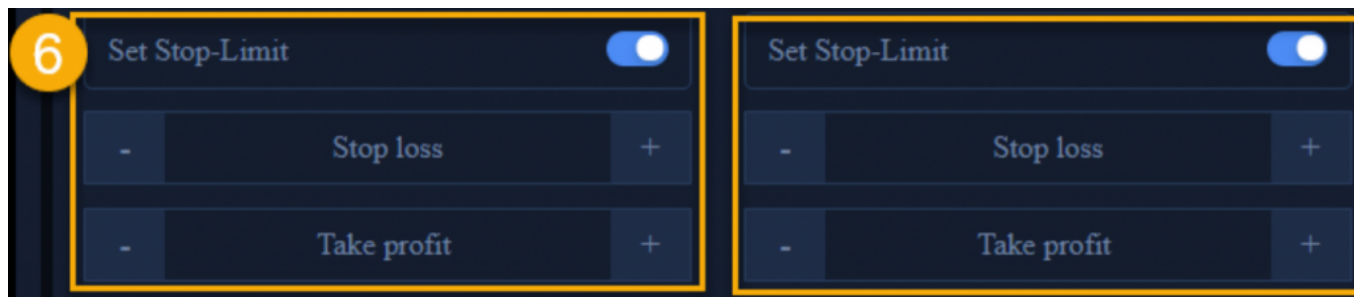 6
Set Stop-Limit
- Stop loss +
- Take profit +
Set Stop-Limit
- Stop loss +
- Take profit +